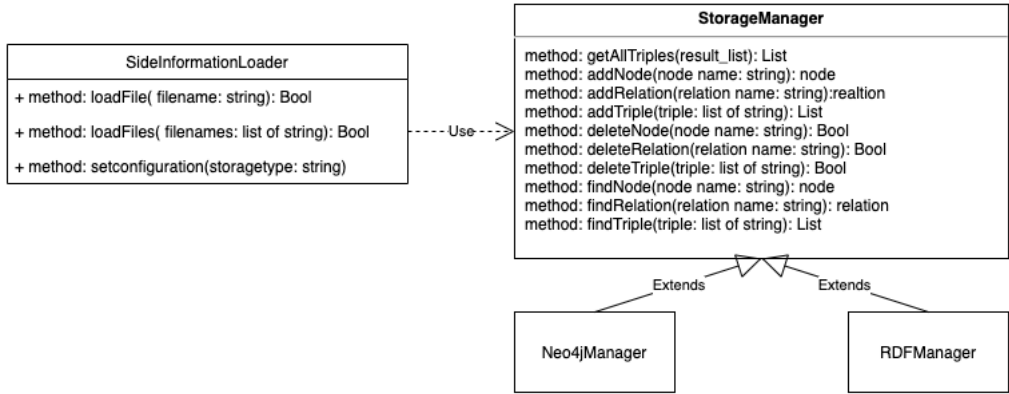 StorageManager
method: getAllTriples(result_list): List
method: addNode(node name: string): node
method: addRelation(relation name: string):realtion
method: addTriple(triple: list of string): List
method: deleteNode(node name: string): Bool
method: deleteRelation(relation name: string): Bool
method: deleteTriple(triple: list of string): Bool
method: findNode(node name: string): node
method: findRelation(relation name: string): relation
method: findTriple(triple: list of string): List
SideInformationLoader
+ method: loadFile( filename: string): Bool
+ method: loadFiles( filenames: list of string): Bool
+ method: setconfiguration(storagetype: string)
Use
Extends
Extends
Neo4jManager
RDFManager